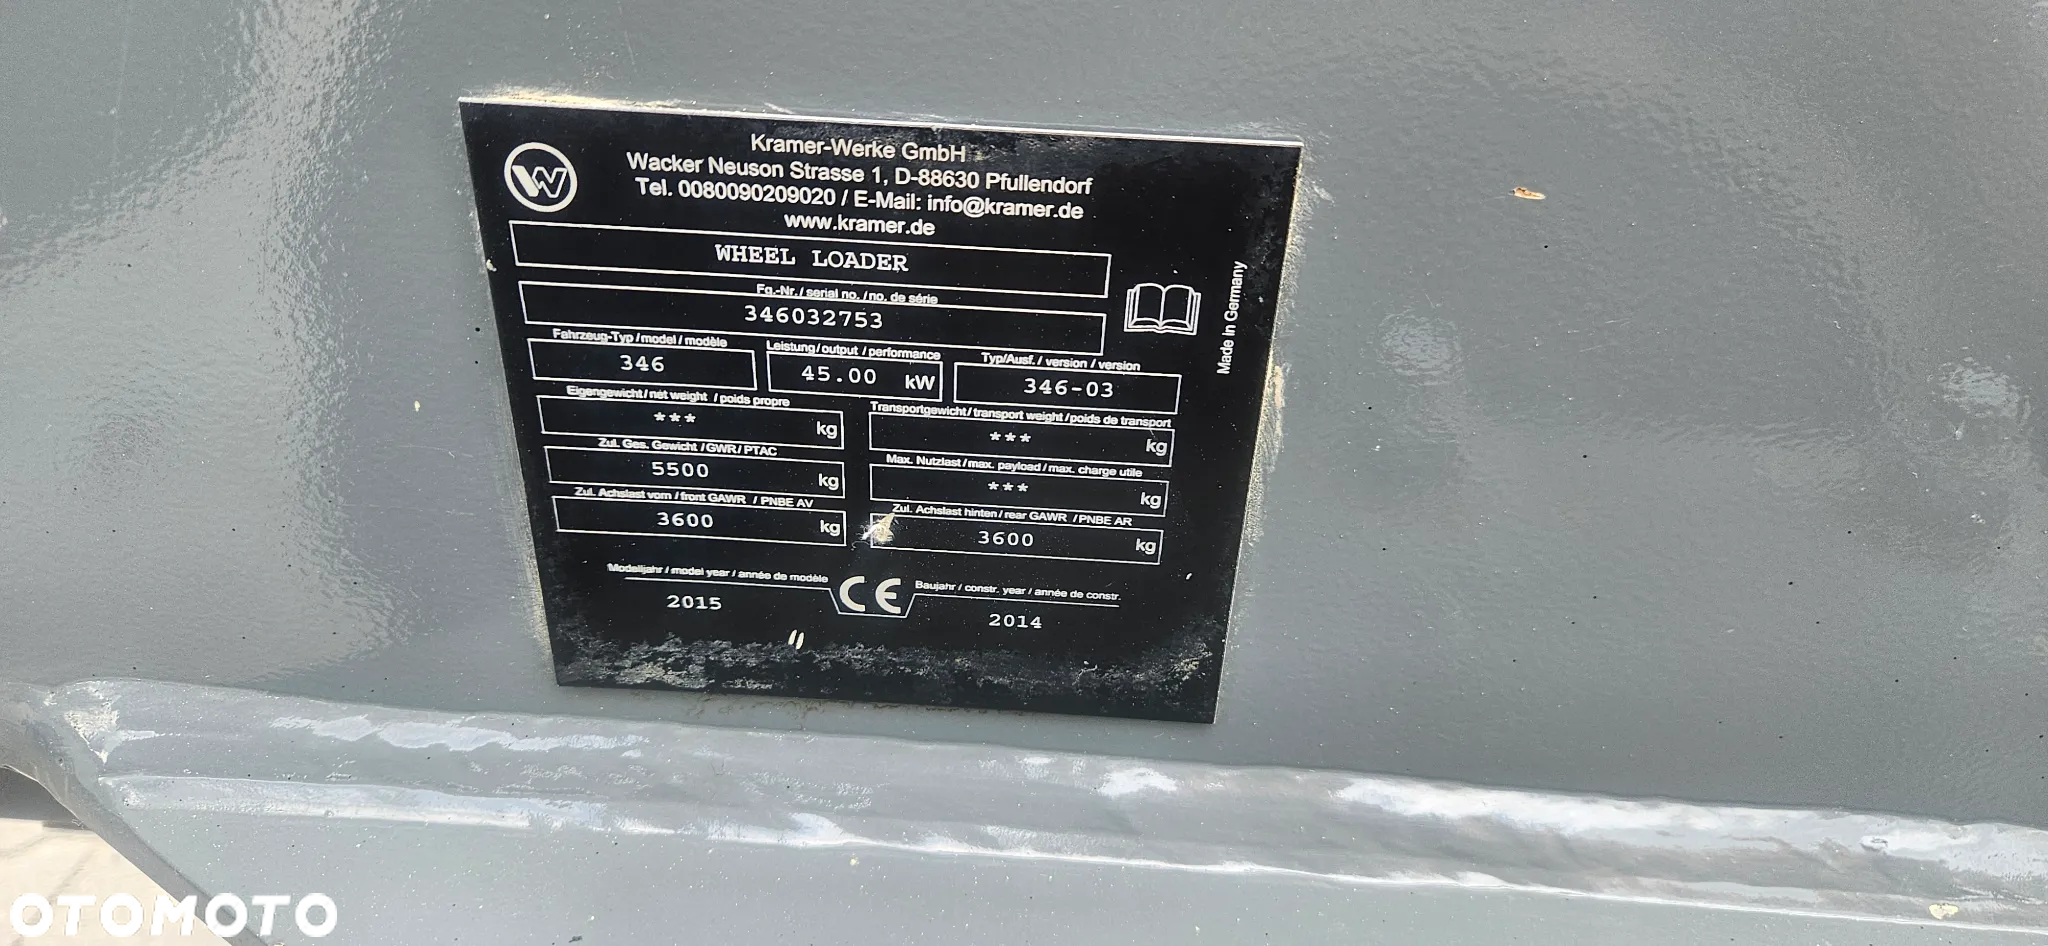 Kramer-Werke GmbH
Wacker Neuson Strasse 1, D-88630 Pfullendorf
Tel. 0080090209020 / E-Mail: info@kramer.de
www.kramer.de
WHEEL LOADER
Fg.-Nr. / serial no. / no. de série
346032753
Made in Germany
Fahrzeug-Typ / model / modèle
346
Leistung / output / performance
45.00 kW
Typ/Ausf. / version / version
346-03
Eigengewicht / net weight / poids propre
*** kg
Transportgewicht / transport weight / poids de transport
*** kg
Zul. Ges. Gewicht / GWR / PTAC
5500 kg
Max. Nutzlast / max. payload / max. charge utile
*** kg
Zul. Achslast vorn / front GAWR / PNBE AV
3600 kg
Zul. Achslast hinten / rear GAWR / PNBE AR
3600 kg
Modelljahr / model year / année de modèle
2015
CE
Baujahr / constr. year / année de constr.
2014
OTOMOTO